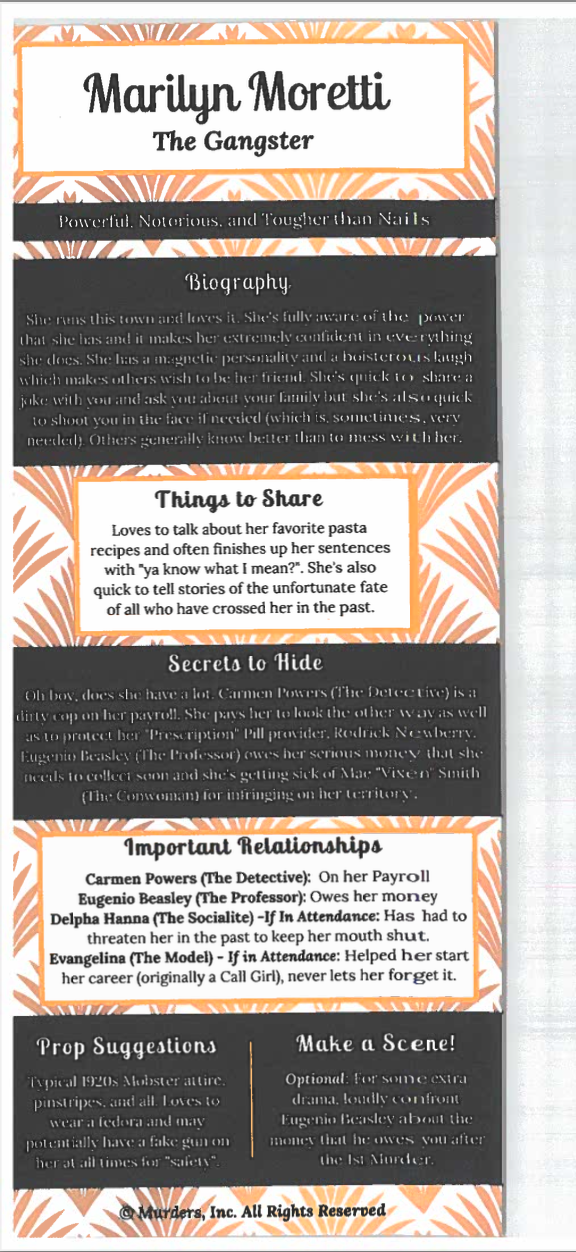 Marilyn Moretti
The Gangster
Powerful, Notorious, and Tougher than Nails
Biography
She runs this town and loves it. She's fully aware of the power
that she has and it makes her extremely confident in everything
she does. She has a magnetic personality and a boisterous laugh
which makes others wish to be her friend. She's quick to share a
joke with you and ask you about your family but she's also quick
to shoot you in the face if needed (which is, sometimes, very
needed). Others generally know better than to mess with her.
Things to Share
Loves to talk about her favorite pasta
recipes and often finishes up her sentences
with "ya know what I mean?". She's also
quick to tell stories of the unfortunate fate
of all who have crossed her in the past.
Secrets to Hide
Oh boy, does she have a lot. Carmen Powers (The Detective) is a
dirty cop on her payroll. She pays her to look the other way as well
as to protect her "Prescription" Pill provider, Redrick Newberry.
Eugenio Beasley (The Professor) owes her serious money that she
needs to collect soon and she's getting sick of Mae "Vixen" Smith
(The Conwoman) for infringing on her territory.
Important Relationships
Carmen Powers (The Detective): On her Payroll
Eugenio Beasley (The Professor): Owes her money
Delpha Hanna (The Socialite) -If In Attendance: Has had to
threaten her in the past to keep her mouth shut.
Evangelina (The Model) - If in Attendance: Helped her start
her career (originally a Call Girl), never lets her forget it.
Prop Suggestions
Typical 1920s Mobster attire,
pinstripes, and all. Loves to
wear a fedora and may
potentially have a fake gun on
her at all times for "safety".
Make a Scene!
Optional: For some extra
drama, loudly confront
Eugenio Beasley about the
money that he owes you after
the 1st Murder.
© Murders, Inc. All Rights Reserved